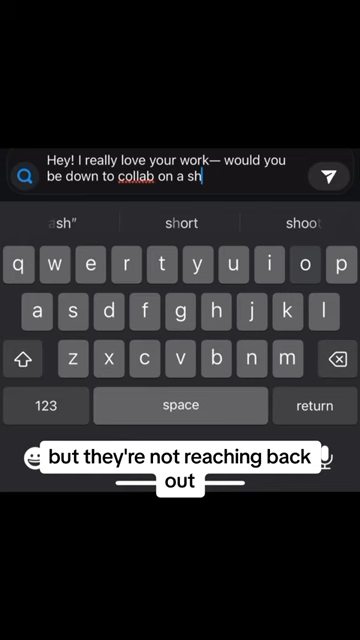 Hey! I really love your work— would you
be down to collab on a sh
sh” short shoot
q w e r t y u i o p
a s d f g h j k l
z x c v b n m
123 space return
but they're not reaching back
out